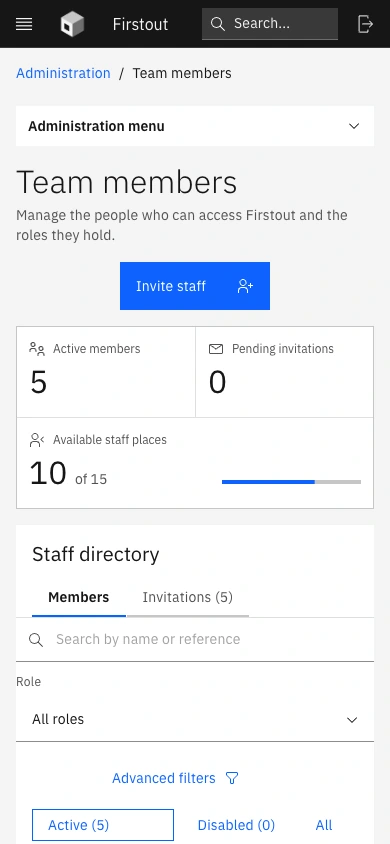 Firstout
Search...
Administration / Team members
Administration menu
Team members
Manage the people who can access Firstout and the
roles they hold.
Invite staff
Active members
5
Pending invitations
0
Available staff places
10 of 15
Staff directory
Members
Invitations (5)
Search by name or reference
Role
All roles
Advanced filters
Active (5)
Disabled (0)
All